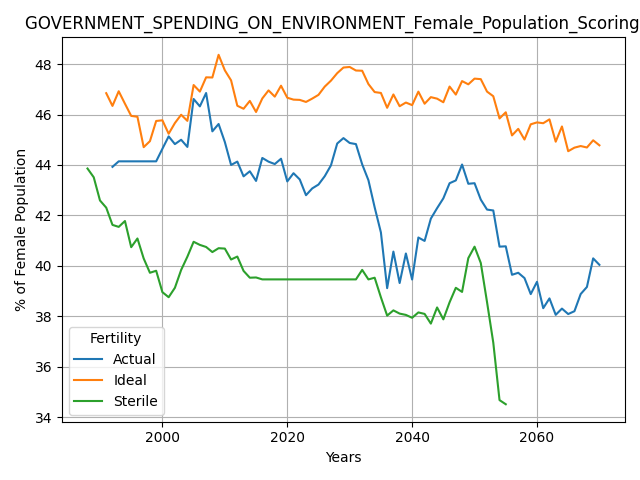 GOVERNMENT_SPENDING_ON_ENVIRONMENT_Female_Population_Scoring
% of Female Population
48
46
44
42
40
38
36
34
Fertility
Actual
Ideal
Sterile
2000 2020 2040 2060
Years